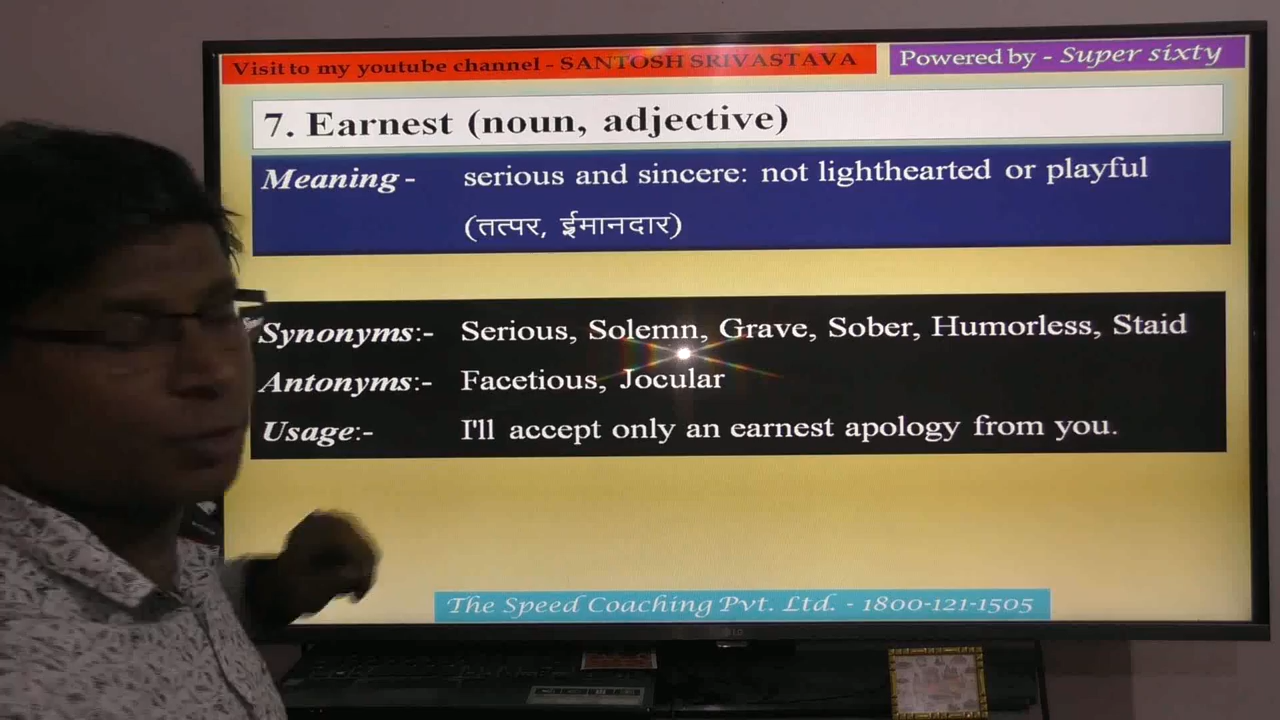 Visit to my youtube channel - SANTOSH SRIVASTAVA
Powered by - Super sixty
7. Earnest (noun, adjective)
Meaning - serious and sincere: not lighthearted or playful
(तत्पर, ईमानदार)
Synonyms:- Serious, Solemn, Grave, Sober, Humorless, Staid
Antonyms:- Facetious, Jocular
Usage:- I'll accept only an earnest apology from you.
The Speed Coaching Pvt. Ltd. - 1800-121-1505
LG